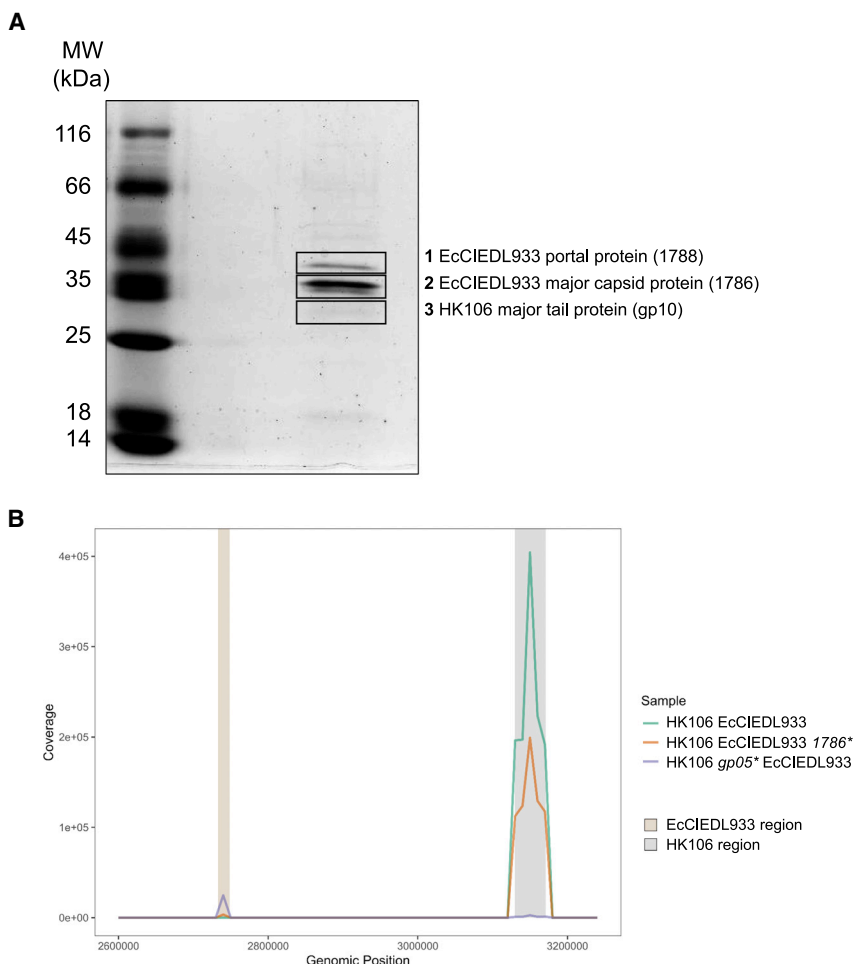 A
MW
(kDa)
116
66
45
35
25
18
14
1 EcCIEDL933 portal protein (1788)
2 EcCIEDL933 major capsid protein (1786)
3 HK106 major tail protein (gp10)
B
4e+05
3e+05
2e+05
1e+05
0e+00
Coverage
2600000 2800000 3000000 3200000
Genomic Position
Sample
HK106 EcCIEDL933
HK106 EcCIEDL933 1786*
HK106 gp05* EcCIEDL933
EcCIEDL933 region
HK106 region